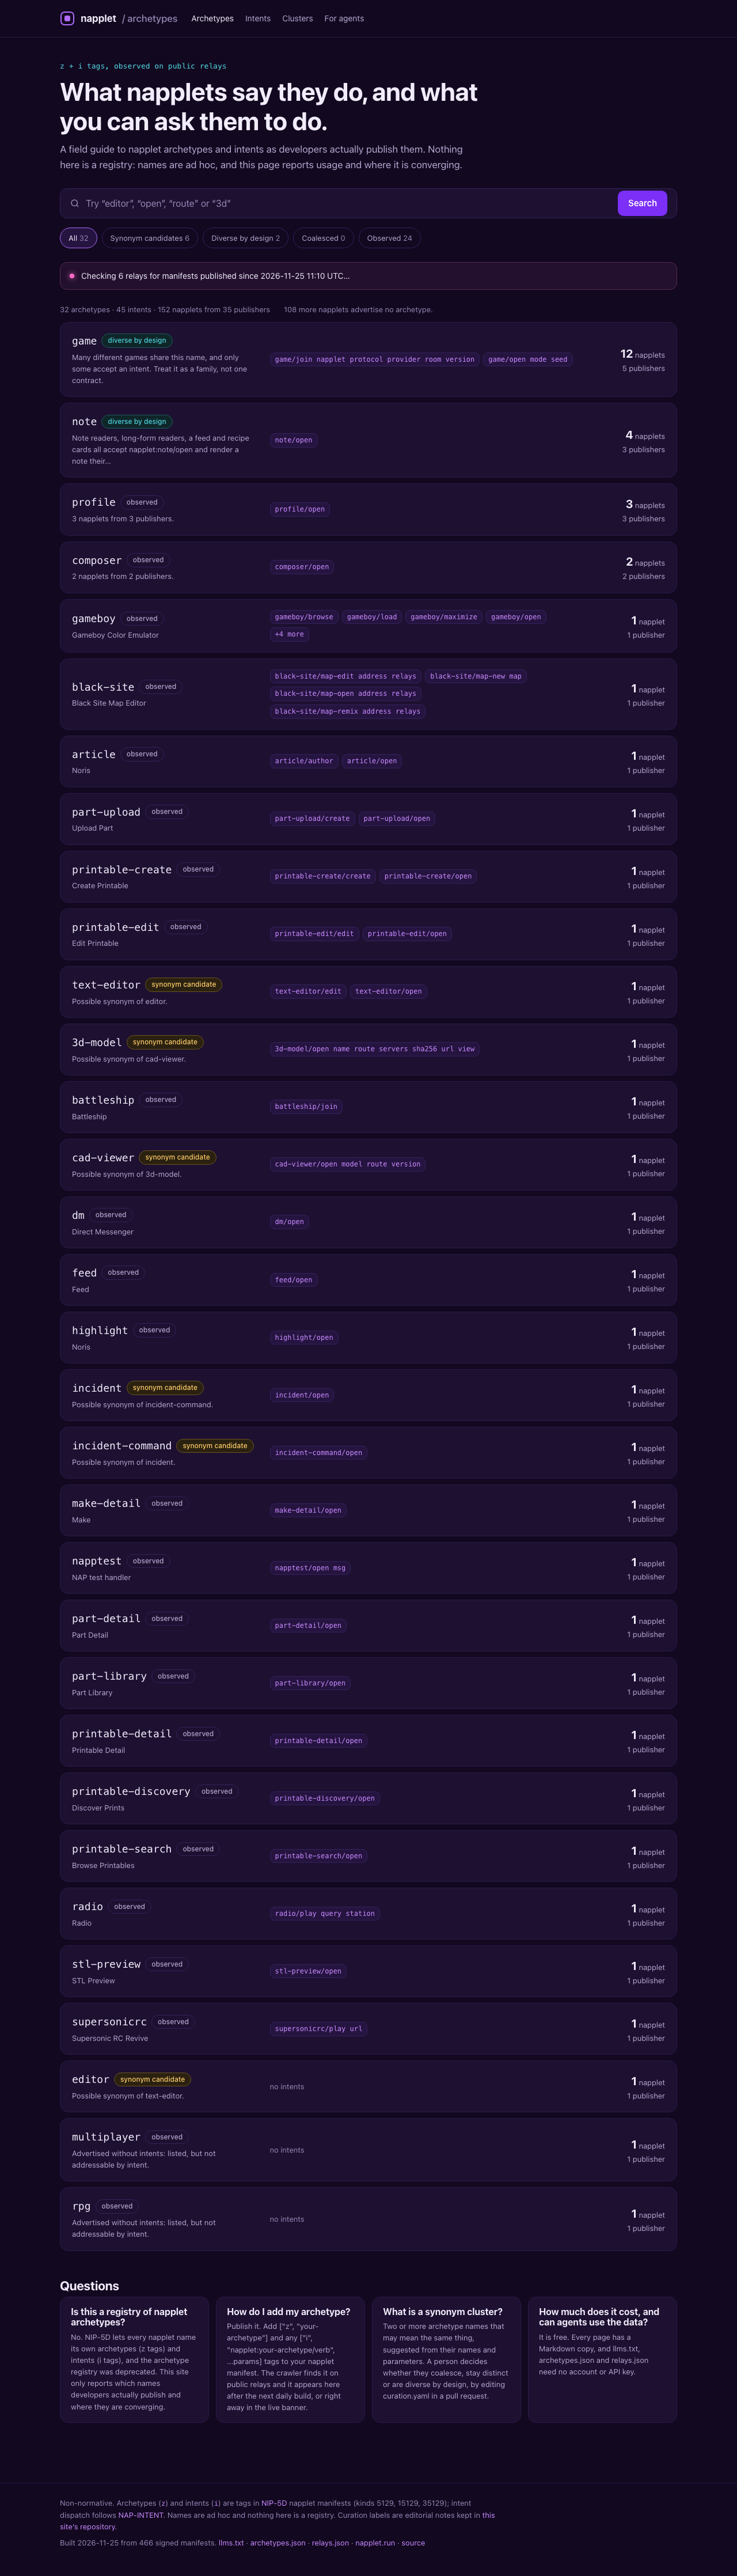 napplet / archetypes Archetypes Intents Clusters For agents
z + i tags, observed on public relays
What napplets say they do, and what
you can ask them to do.
A field guide to napplet archetypes and intents as developers actually publish them. Nothing
here is a registry: names are ad hoc, and this page reports usage and where it is converging.
Try “editor”, “open”, “route” or “3d” Search
All 32 Synonym candidates 6 Diverse by design 2 Coalesced 0 Observed 24
Checking 6 relays for manifests published since 2026-11-25 11:10 UTC…
32 archetypes · 45 intents · 152 napplets from 35 publishers 108 more napplets advertise no archetype.
game diverse by design
Many different games share this name, and only
some accept an intent. Treat it as a family, not one
contract.
game/join napplet protocol provider room version game/open mode seed
12 napplets
5 publishers
note diverse by design
Note readers, long-form readers, a feed and recipe
cards all accept napplet:note/open and render a
note their…
note/open
4 napplets
3 publishers
profile observed
3 napplets from 3 publishers.
profile/open
3 napplets
3 publishers
composer observed
2 napplets from 2 publishers.
composer/open
2 napplets
2 publishers
gameboy observed
Gameboy Color Emulator
gameboy/browse gameboy/load gameboy/maximize gameboy/open
+4 more
1 napplet
1 publisher
black-site observed
Black Site Map Editor
black-site/map-edit address relays black-site/map-new map
black-site/map-open address relays
black-site/map-remix address relays
1 napplet
1 publisher
article observed
Noris
article/author article/open
1 napplet
1 publisher
part-upload observed
Upload Part
part-upload/create part-upload/open
1 napplet
1 publisher
printable-create observed
Create Printable
printable-create/create printable-create/open
1 napplet
1 publisher
printable-edit observed
Edit Printable
printable-edit/edit printable-edit/open
1 napplet
1 publisher
text-editor synonym candidate
Possible synonym of editor.
text-editor/edit text-editor/open
1 napplet
1 publisher
3d-model synonym candidate
Possible synonym of cad-viewer.
3d-model/open name route servers sha256 url view
1 napplet
1 publisher
battleship observed
Battleship
battleship/join
1 napplet
1 publisher
cad-viewer synonym candidate
Possible synonym of 3d-model.
cad-viewer/open model route version
1 napplet
1 publisher
dm observed
Direct Messenger
dm/open
1 napplet
1 publisher
feed observed
Feed
feed/open
1 napplet
1 publisher
highlight observed
Noris
highlight/open
1 napplet
1 publisher
incident synonym candidate
Possible synonym of incident-command.
incident/open
1 napplet
1 publisher
incident-command synonym candidate
Possible synonym of incident.
incident-command/open
1 napplet
1 publisher
make-detail observed
Make
make-detail/open
1 napplet
1 publisher
napptest observed
NAP test handler
napptest/open msg
1 napplet
1 publisher
part-detail observed
Part Detail
part-detail/open
1 napplet
1 publisher
part-library observed
Part Library
part-library/open
1 napplet
1 publisher
printable-detail observed
Printable Detail
printable-detail/open
1 napplet
1 publisher
printable-discovery observed
Discover Prints
printable-discovery/open
1 napplet
1 publisher
printable-search observed
Browse Printables
printable-search/open
1 napplet
1 publisher
radio observed
Radio
radio/play query station
1 napplet
1 publisher
stl-preview observed
STL Preview
stl-preview/open
1 napplet
1 publisher
supersonicrc observed
Supersonic RC Revive
supersonicrc/play url
1 napplet
1 publisher
editor synonym candidate
Possible synonym of text-editor.
no intents
1 napplet
1 publisher
multiplayer observed
Advertised without intents: listed, but not
addressable by intent.
no intents
1 napplet
1 publisher
rpg observed
Advertised without intents: listed, but not
addressable by intent.
no intents
1 napplet
1 publisher
Questions
Is this a registry of napplet
archetypes?
No. NIP-5D lets every napplet name
its own archetypes (z tags) and
intents (i tags), and the archetype
registry was deprecated. This site
only reports which names
developers actually publish and
where they are converging.
How do I add my archetype?
Publish it. Add ["z", "your-
archetype"] and any ["i",
"napplet:your-archetype/verb",
…params] tags to your napplet
manifest. The crawler finds it on
public relays and it appears here
after the next daily build, or right
away in the live banner.
What is a synonym cluster?
Two or more archetype names that
may mean the same thing,
suggested from their names and
parameters. A person decides
whether they coalesce, stay distinct
or are diverse by design, by editing
curation.yaml in a pull request.
How much does it cost, and
can agents use the data?
It is free. Every page has a
Markdown copy, and llms.txt,
archetypes.json and relays.json
need no account or API key.
Non-normative. Archetypes (z) and intents (i) are tags in NIP-5D napplet manifests (kinds 5129, 15129, 35129); intent
dispatch follows NAP-INTENT. Names are ad hoc and nothing here is a registry. Curation labels are editorial notes kept in this
site's repository.
Built 2026-11-25 from 466 signed manifests. llms.txt · archetypes.json · relays.json · napplet.run · source